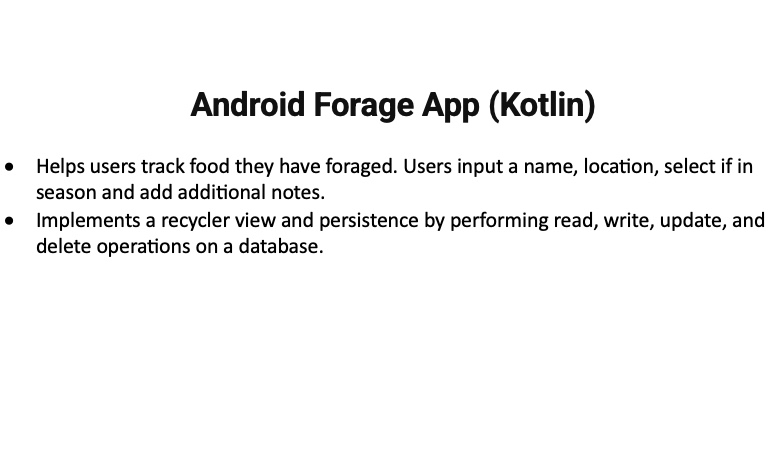 Android Forage App (Kotlin)
• Helps users track food they have foraged. Users input a name, location, select if in
season and add additional notes.
• Implements a recycler view and persistence by performing read, write, update, and
delete operations on a database.